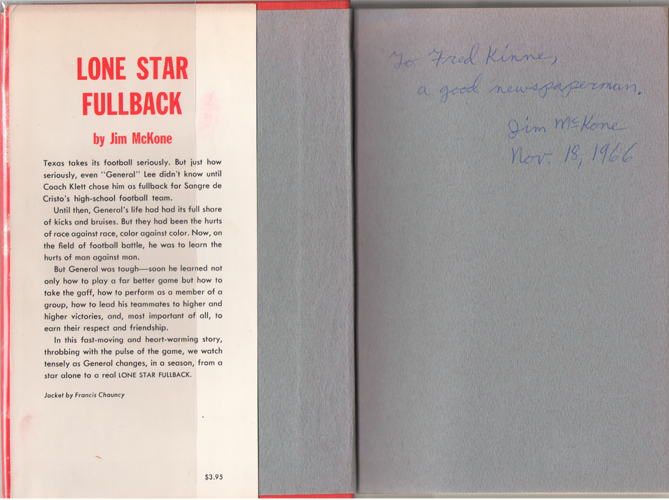 LONE STAR
FULLBACK
by Jim McKone
Texas takes its football seriously. But just how
seriously, even "General" Lee didn't know until
Coach Klett chose him as fullback for Sangre de
Cristo's high-school football team.
Until then, General's life had had its full share
of kicks and bruises. But they had been the hurts
of race against race, color against color. Now, on
the field of football battle, he was to learn the
hurts of man against man.
But General was tough—soon he learned not
only how to play a far better game but how to
take the gaff, how to perform as a member of a
group, how to lead his teammates to higher and
higher victories, and, most important of all, to
earn their respect and friendship.
In this fast-moving and heart-warming story,
throbbing with the pulse of the game, we watch
tensely as General changes, in a season, from a
star alone to a real LONE STAR FULLBACK.
Jacket by Francis Chauncy
$3.95
To Fred Kinne,
a good newspaperman.
Jim McKone
Nov. 18, 1966